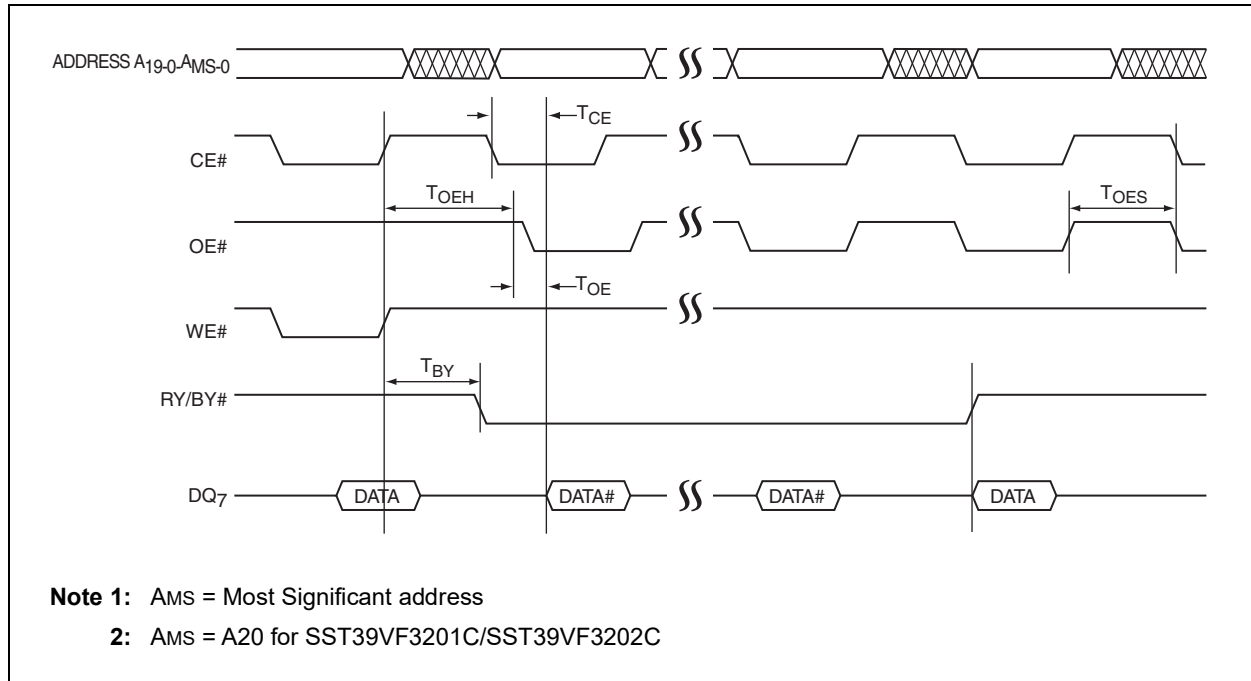 ADDRESS A19-0-AMS-0
TCE
CE#
TOEH
TOES
OE#
TOE
WE#
TBY
RY/BY#
DQ7 DATA DATA# DATA# DATA
Note 1: AMS = Most Significant address
2: AMS = A20 for SST39VF3201C/SST39VF3202C